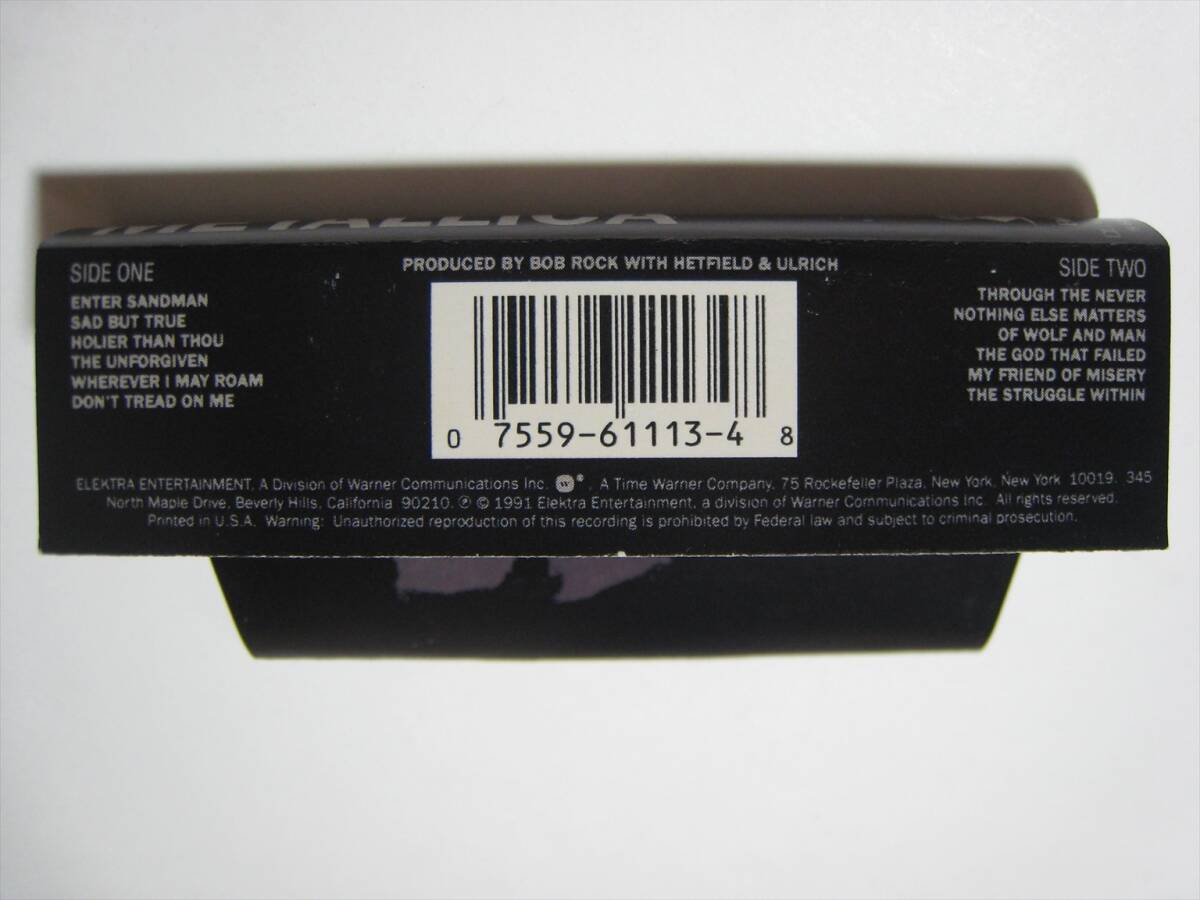 METALLICA
SIDE ONE
ENTER SANDMAN
SAD BUT TRUE
HOLIER THAN THOU
THE UNFORGIVEN
WHEREVER I MAY ROAM
DON'T TREAD ON ME
PRODUCED BY BOB ROCK WITH HETFIELD & ULRICH
0 7559-61113-4 8
SIDE TWO
THROUGH THE NEVER
NOTHING ELSE MATTERS
OF WOLF AND MAN
THE GOD THAT FAILED
MY FRIEND OF MISERY
THE STRUGGLE WITHIN
ELEKTRA ENTERTAINMENT, A Division of Warner Communications Inc. ®, A Time Warner Company, 75 Rockefeller Plaza, New York, New York 10019. 345
North Maple Drive, Beverly Hills, California 90210. ℗ © 1991 Elektra Entertainment, a division of Warner Communications Inc. All rights reserved.
Printed in U.S.A. Warning: Unauthorized reproduction of this recording is prohibited by Federal law and subject to criminal prosecution.